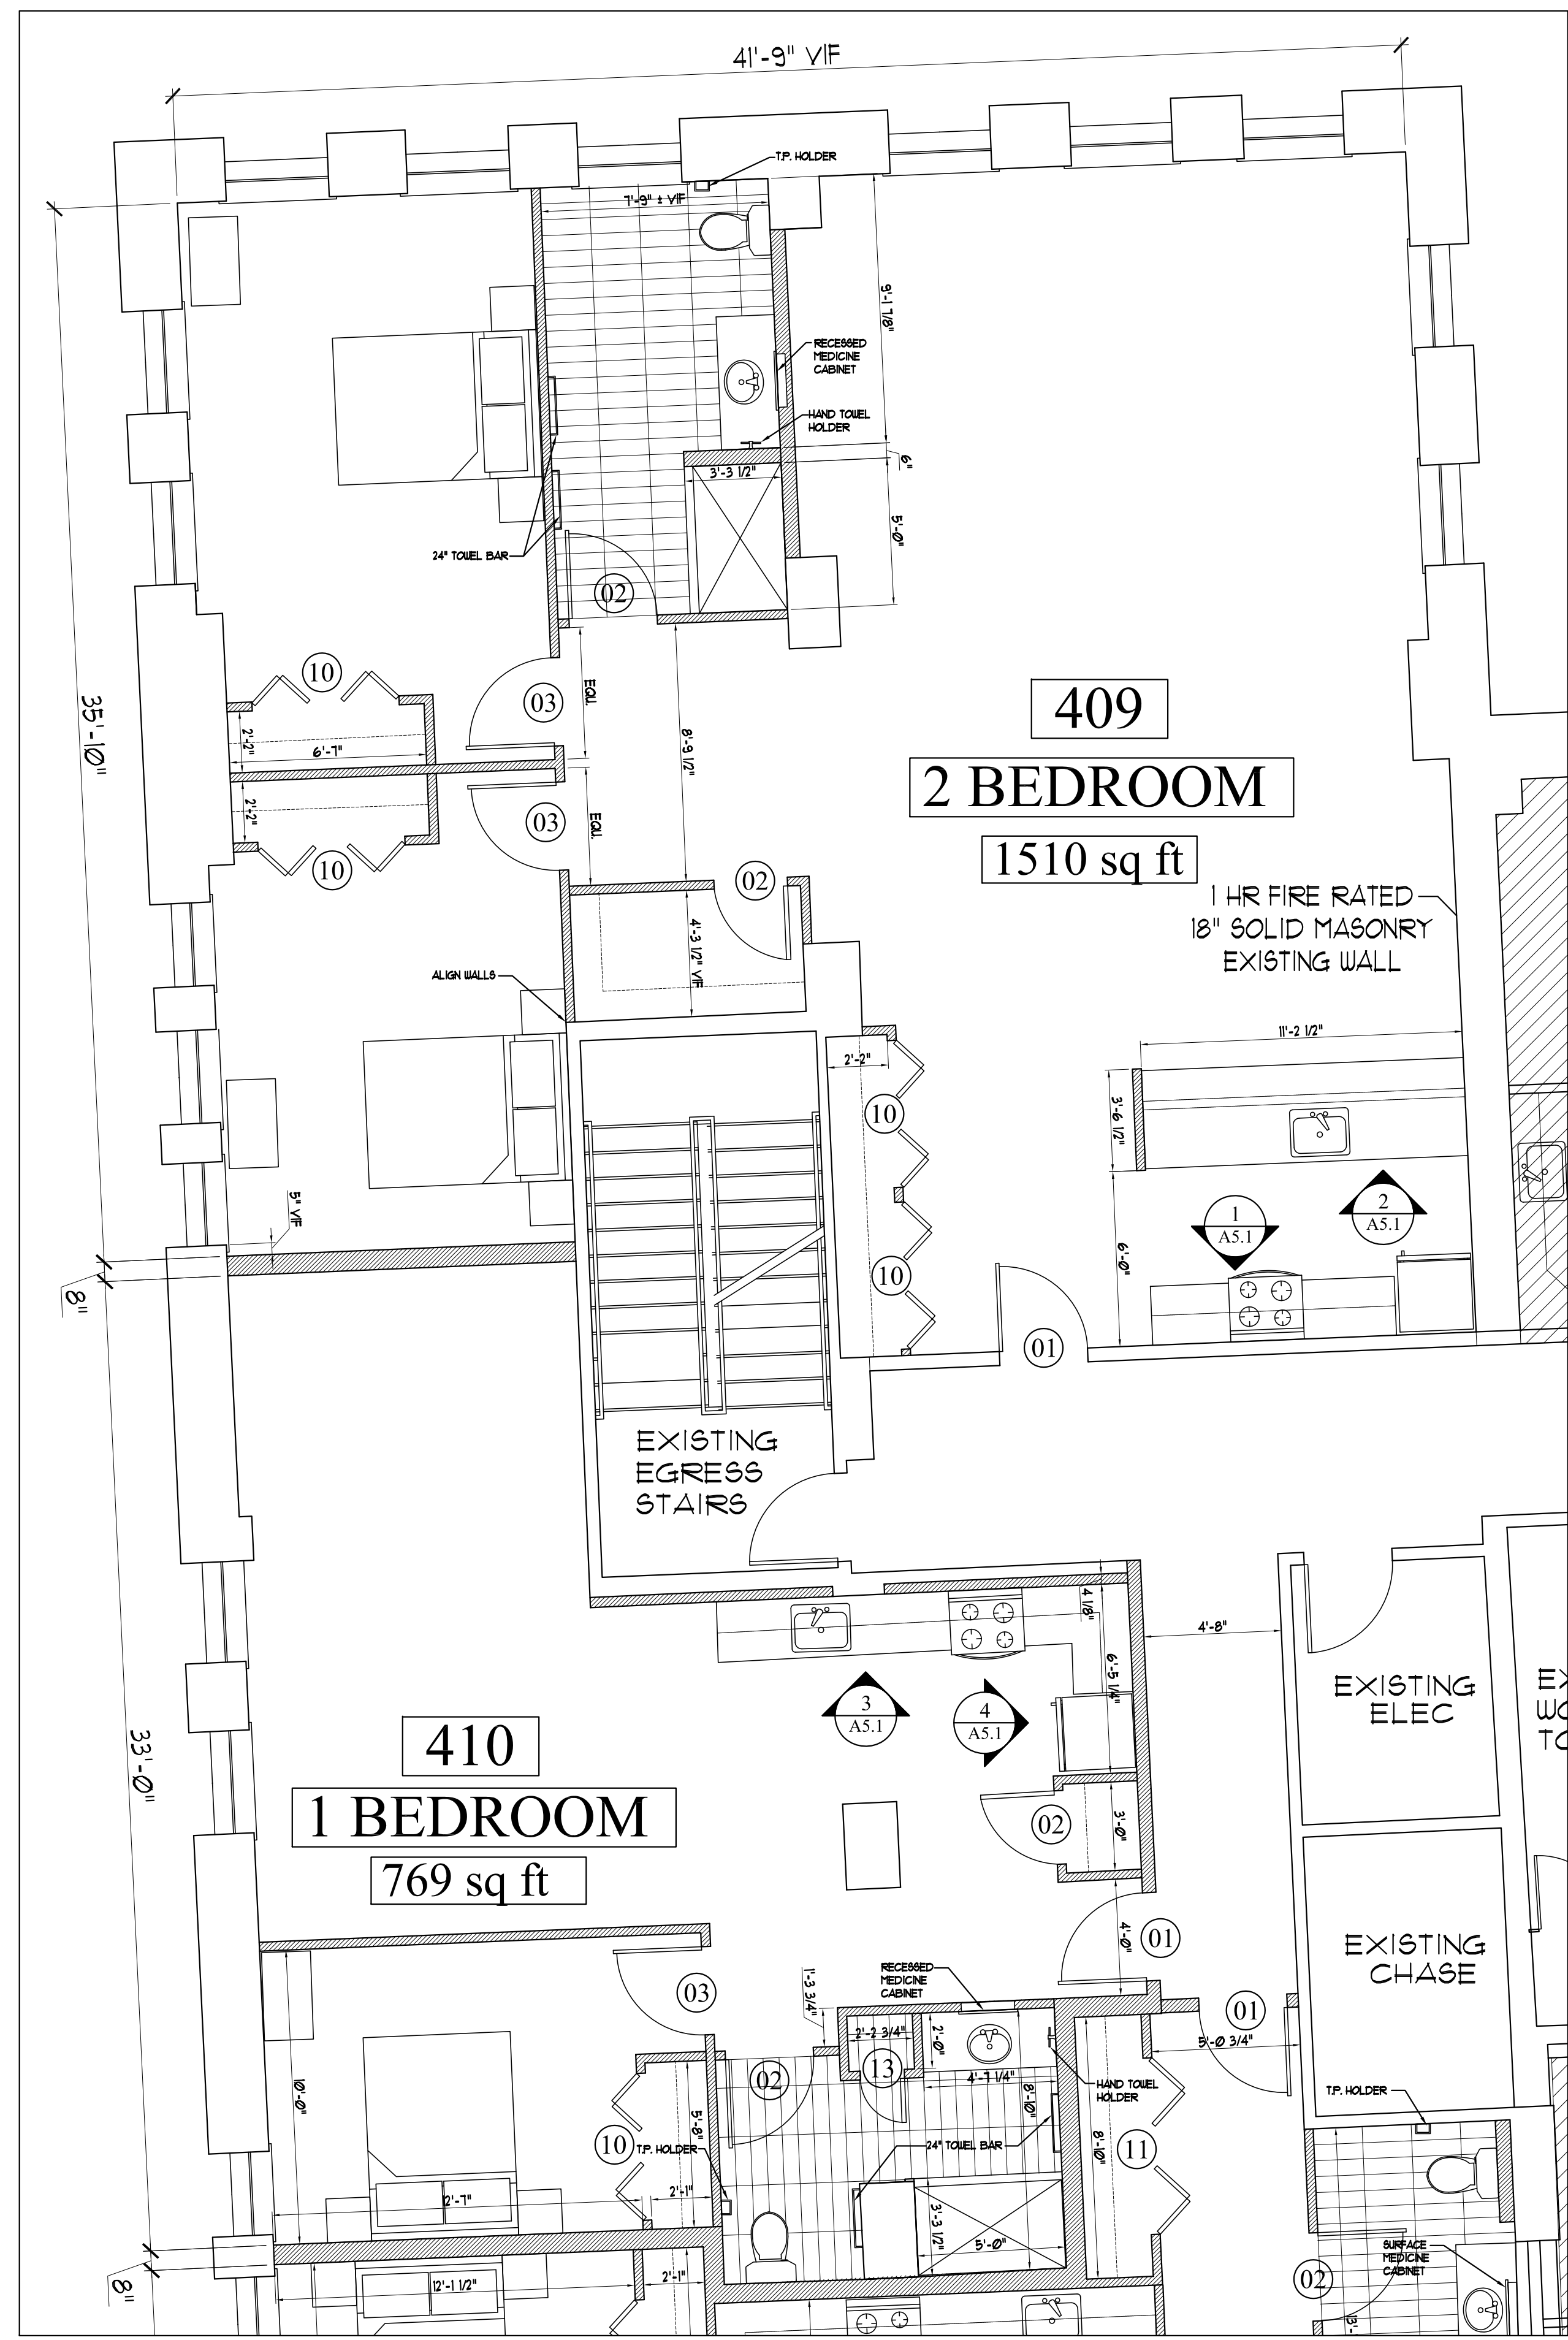 41'-9" VIF
T.P. HOLDER
7'-9" ± VIF
9'-1 7/8"
RECESSED
MEDICINE
CABINET
HAND TOWEL
HOLDER
6"
3'-3 1/2"
5'-0"
24" TOWEL BAR
02
10
03
EQU.
409
35'-10"
2'-2"
6'-7"
8'-9 1/2"
2 BEDROOM
2'-2"
03
EQU.
1510 sq ft
10
02
1 HR FIRE RATED
18" SOLID MASONRY
EXISTING WALL
4'-3 1/2" VIF
ALIGN WALLS
11'-2 1/2"
2'-2"
10
3'-6 1/2"
5" VIF
2
A5.1
1
A5.1
6'-0"
10
8"
01
EXISTING
EGRESS
STAIRS
4 1/8"
4'-8"
6'-5 1/4"
EXISTING
ELEC
3
A5.1
4
A5.1
410
33'-0"
1 BEDROOM
02
3'-0"
769 sq ft
4'-0"
01
EXISTING
CHASE
RECESSED
MEDICINE
CABINET
1'-3 3/4"
03
01
5'-0 3/4"
2'-2 3/4"
2'-0"
02
13
4'-7 1/4"
8'-10"
HAND TOWEL
HOLDER
T.P. HOLDER
10'-0"
5'-8"
10
T.P. HOLDER
24" TOWEL BAR
8'-10"
11
2'-7"
2'-1"
3'-3 1/2"
5'-0"
SURFACE
MEDICINE
CABINET
02
8"
12'-1 1/2"
2'-1"
13'-